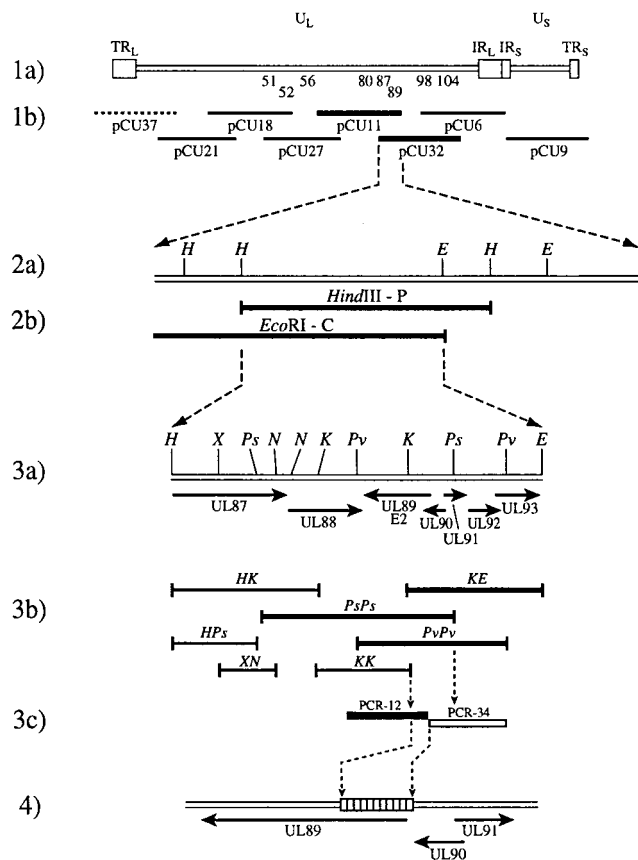 U_L U_S
TR_L IR_L IR_S TR_S
1a)
51 56 80 87 98 104
52 89
1b)
pCU37 pCU18 pCU11 pCU6
pCU21 pCU27 pCU32 pCU9
H H E H E
2a)
HindIII - P
2b)
EcoRI - C
H X Ps N N K Pv K Ps Pv E
3a)
UL87 UL88 UL89 E2 UL90 UL91 UL92 UL93
HK KE
3b)
PsPs
HPs PvPv
XN KK
3c)
PCR-12 PCR-34
4)
UL89 UL91
UL90